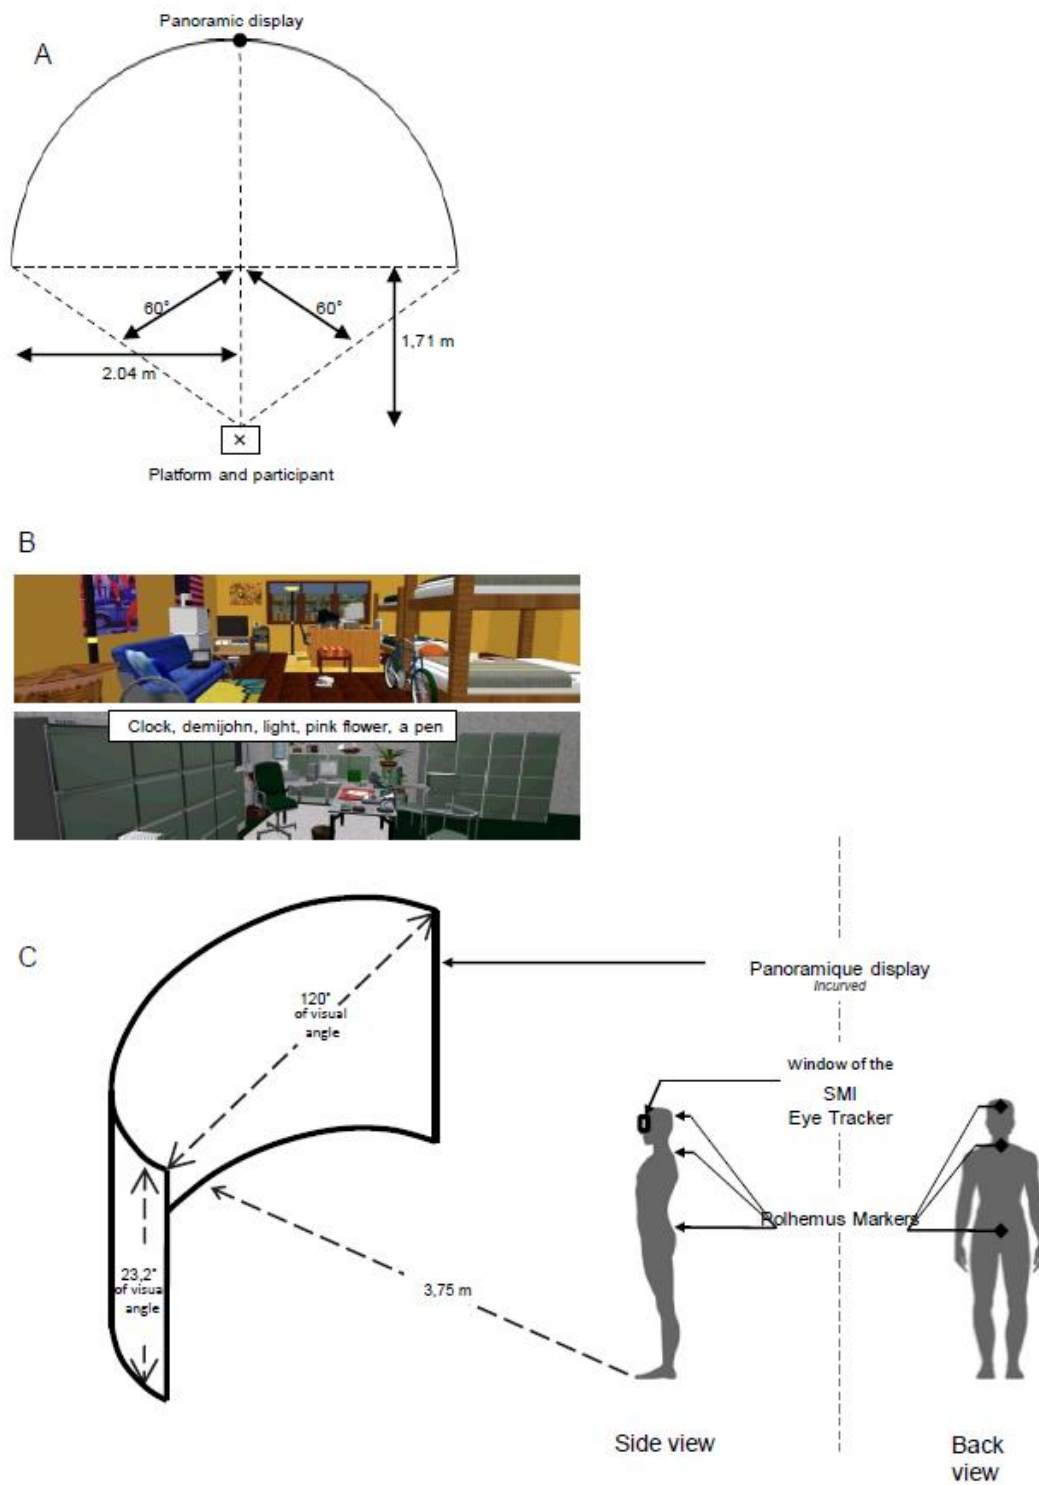 Panoramic display
A
60°
60°
1,71 m
2.04 m
Platform and participant
B
Clock, demijohn, light, pink flower, a pen
C
Panoramique display
Incurved
120°
of visual
angle
Window of the
SMI
Eye Tracker
Polhemus Markers
23,2°
of visual
angle
3,75 m
Side view
Back
view